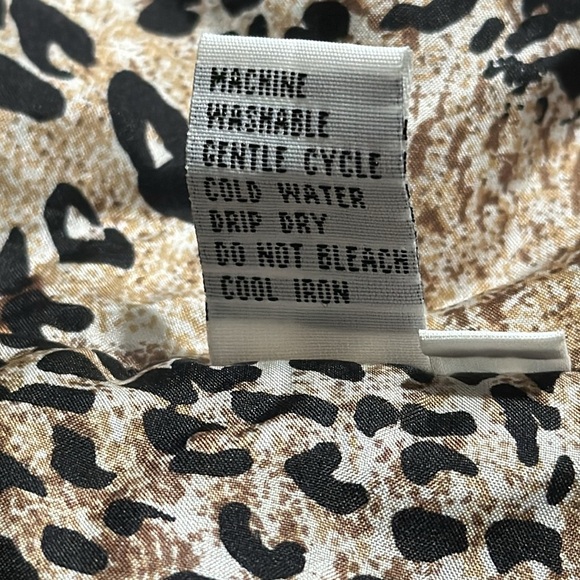 MACHINE
WASHABLE
GENTLE CYCLE
COLD WATER
DRIP DRY
DO NOT BLEACH
COOL IRON